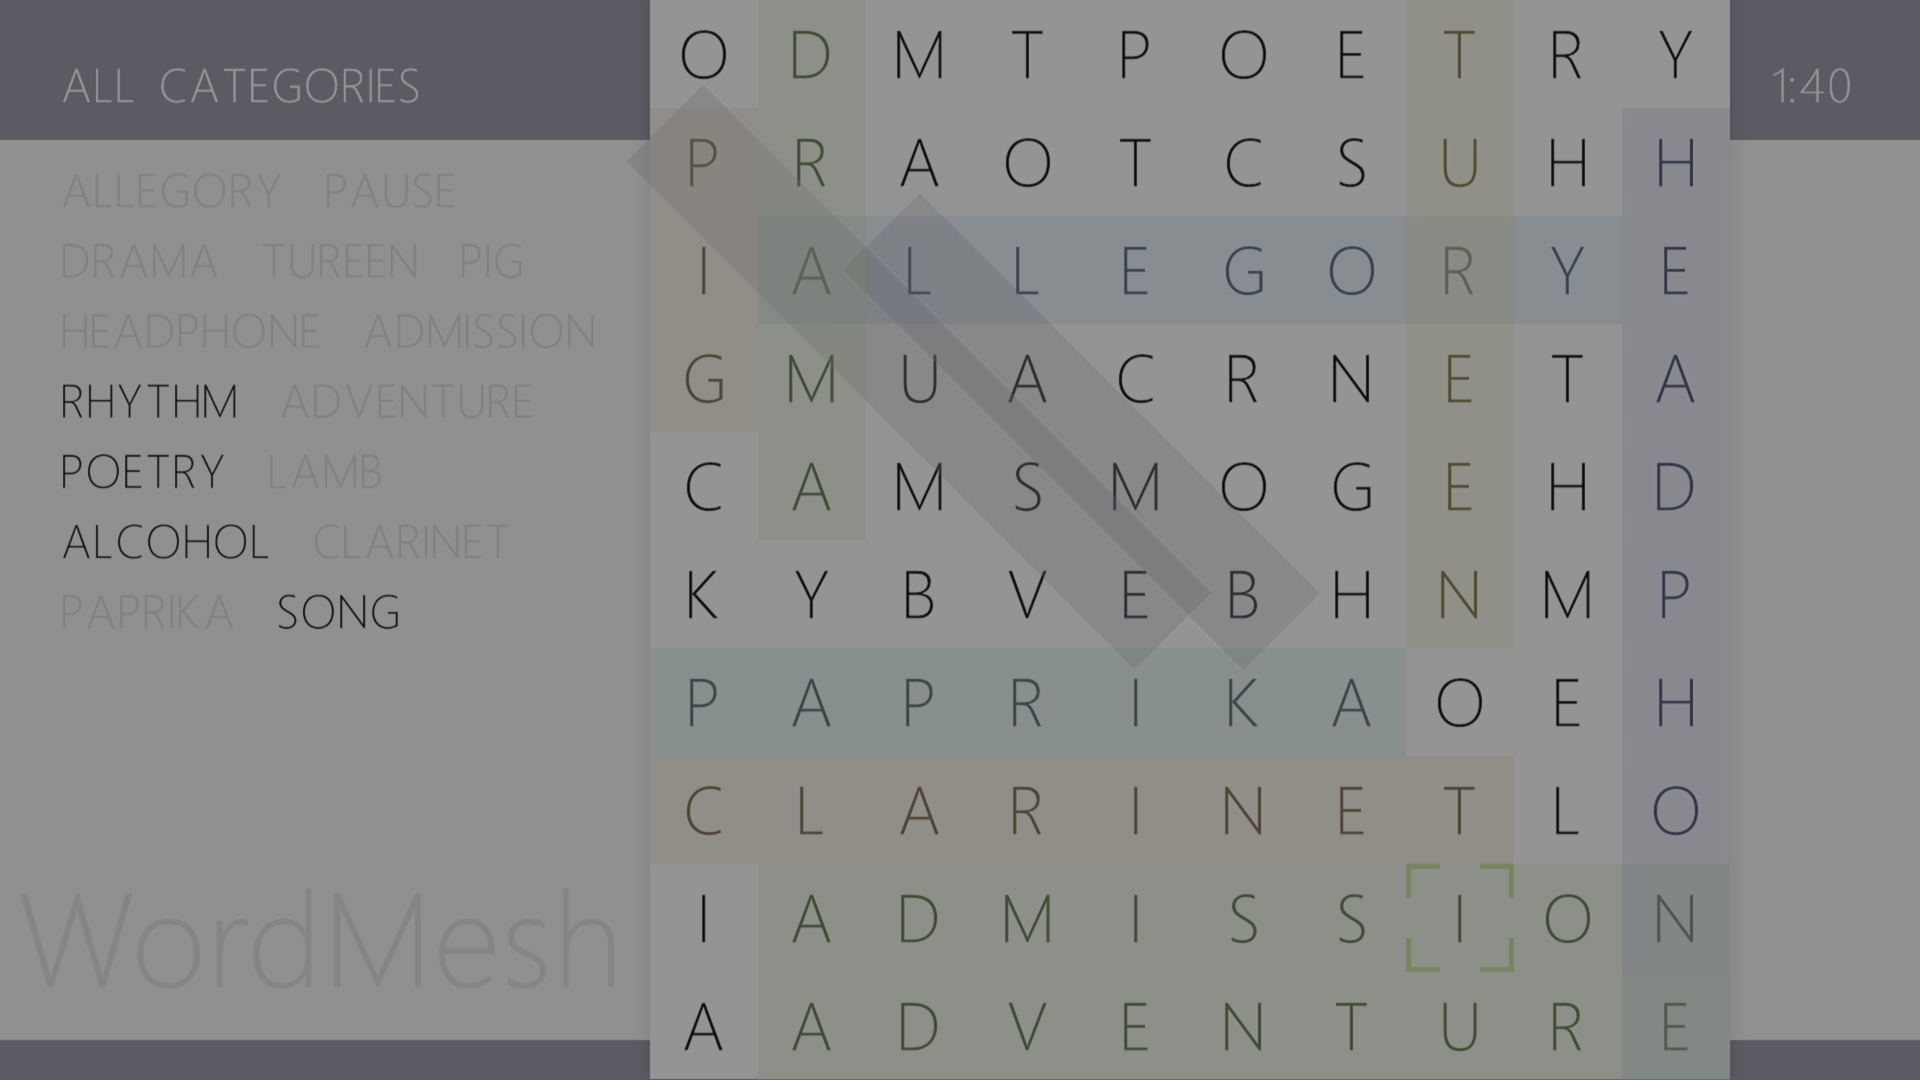 ALL CATEGORIES
1:40
ALLEGORY PAUSE
DRAMA TUREEN PIG
HEADPHONE ADMISSION
RHYTHM ADVENTURE
POETRY LAMB
ALCOHOL CLARINET
PAPRIKA SONG
WordMesh
O D M T P O E T R Y
P R A O T C S U H H
I A L L E G O R Y E
G M U A C R N E T A
C A M S M O G E H D
K Y B V E B H N M P
P A P R I K A O E H
C L A R I N E T L O
I A D M I S S I O N
A A D V E N T U R E